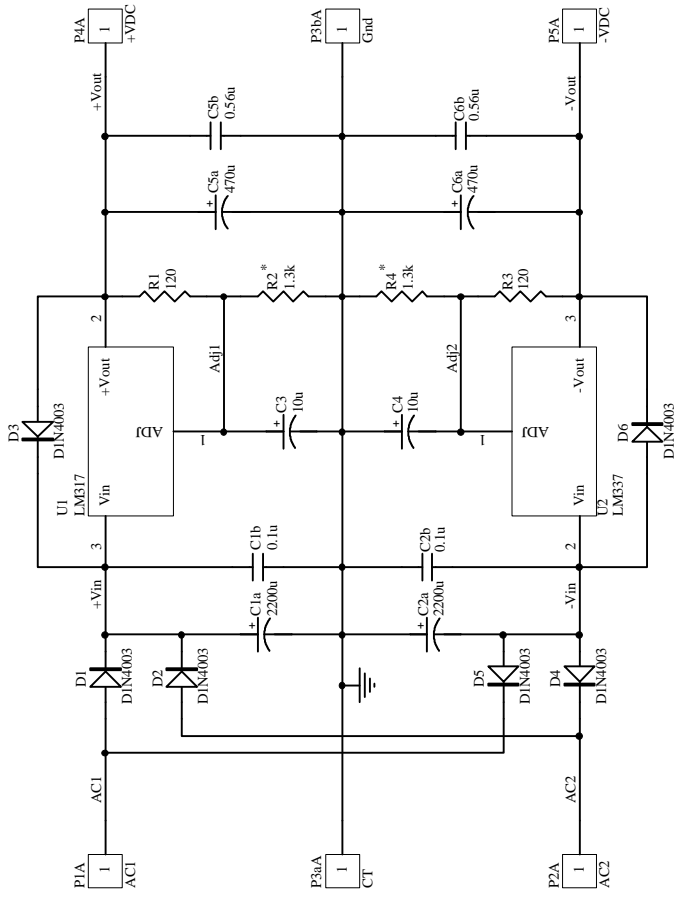 P4A
1
+VDC
P3bA
1
Gnd
P5A
1
-VDC
+Vout
-Vout
C5b
0.56u
C6b
0.56u
+
C5a
470u
+
C6a
470u
R1
120
R2
*
1.3k
R4
*
1.3k
R3
120
2
3
+Vout
Adj1
Adj2
-Vout
D3
D1N4003
ADJ
1
+
C3
10u
+
C4
10u
1
ADJ
D6
D1N4003
U1
LM317
Vin
Vin
U2
LM337
3
C1b
0.1u
C2b
0.1u
2
+Vin
+
C1a
2200u
+
C2a
2200u
-Vin
D1
D1N4003
D2
D1N4003
D5
D1N4003
D4
D1N4003
AC1
AC2
P1A
1
AC1
P3aA
1
CT
P2A
1
AC2